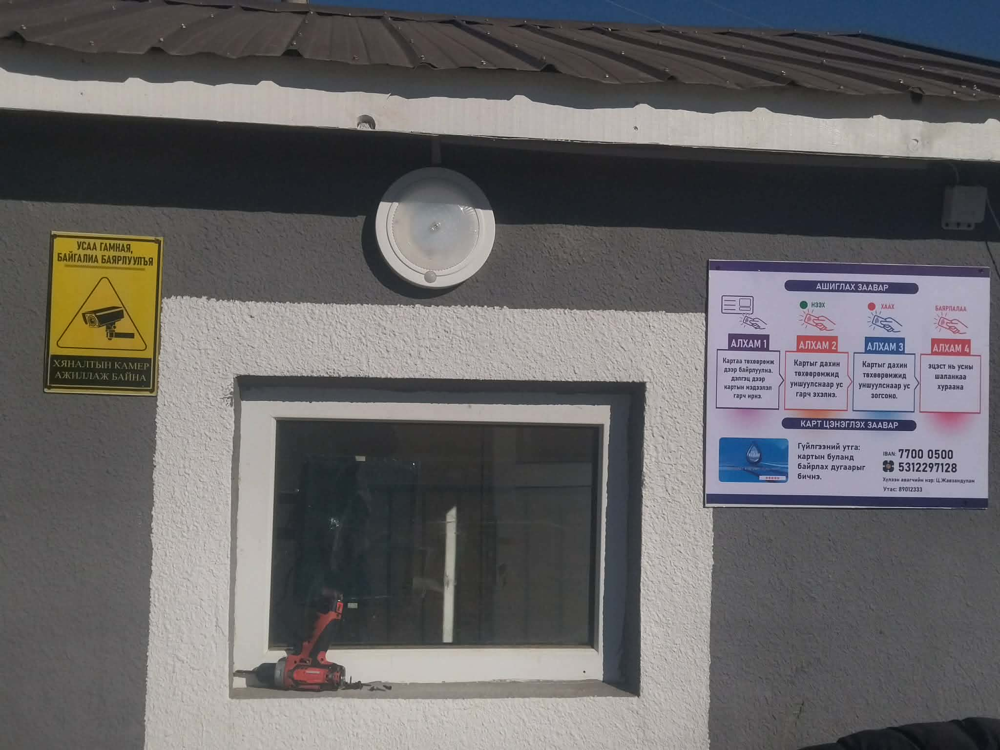 УСАА ГАМНАЯ,
БАЙГАЛИА БАЯРЛУУЛЪЯ
ХЯНАЛТЫН КАМЕР
АЖИЛЛАЖ БАЙНА
АШИГЛАХ ЗААВАР
НЭЭХ
ХААХ
БАЯРЛАЛАА
АЛХАМ 1
Картаа төхөөрөмж
дээр байрлуулна.
дэлгэц дээр
картын мэдээлэл
гарч ирнэ.
АЛХАМ 2
Картыг дахин
төхөөрөмжид
уншуулснаар ус
гарч эхэлнэ.
АЛХАМ 3
Картыг дахин
төхөөрөмжид
уншуулснаар ус
зогсоно.
АЛХАМ 4
эцэст нь усны
шаланкаа
хураана
КАРТ ЦЭНЭГЛЭХ ЗААВАР
Гүйлгээний утга:
картын буланд
байрлах дугаарыг
бичнэ.
IBAN: 7700 0500
5312297128
Хүлээн авагчийн нэр: Ц.Жавзандулам
Утас: 89012333